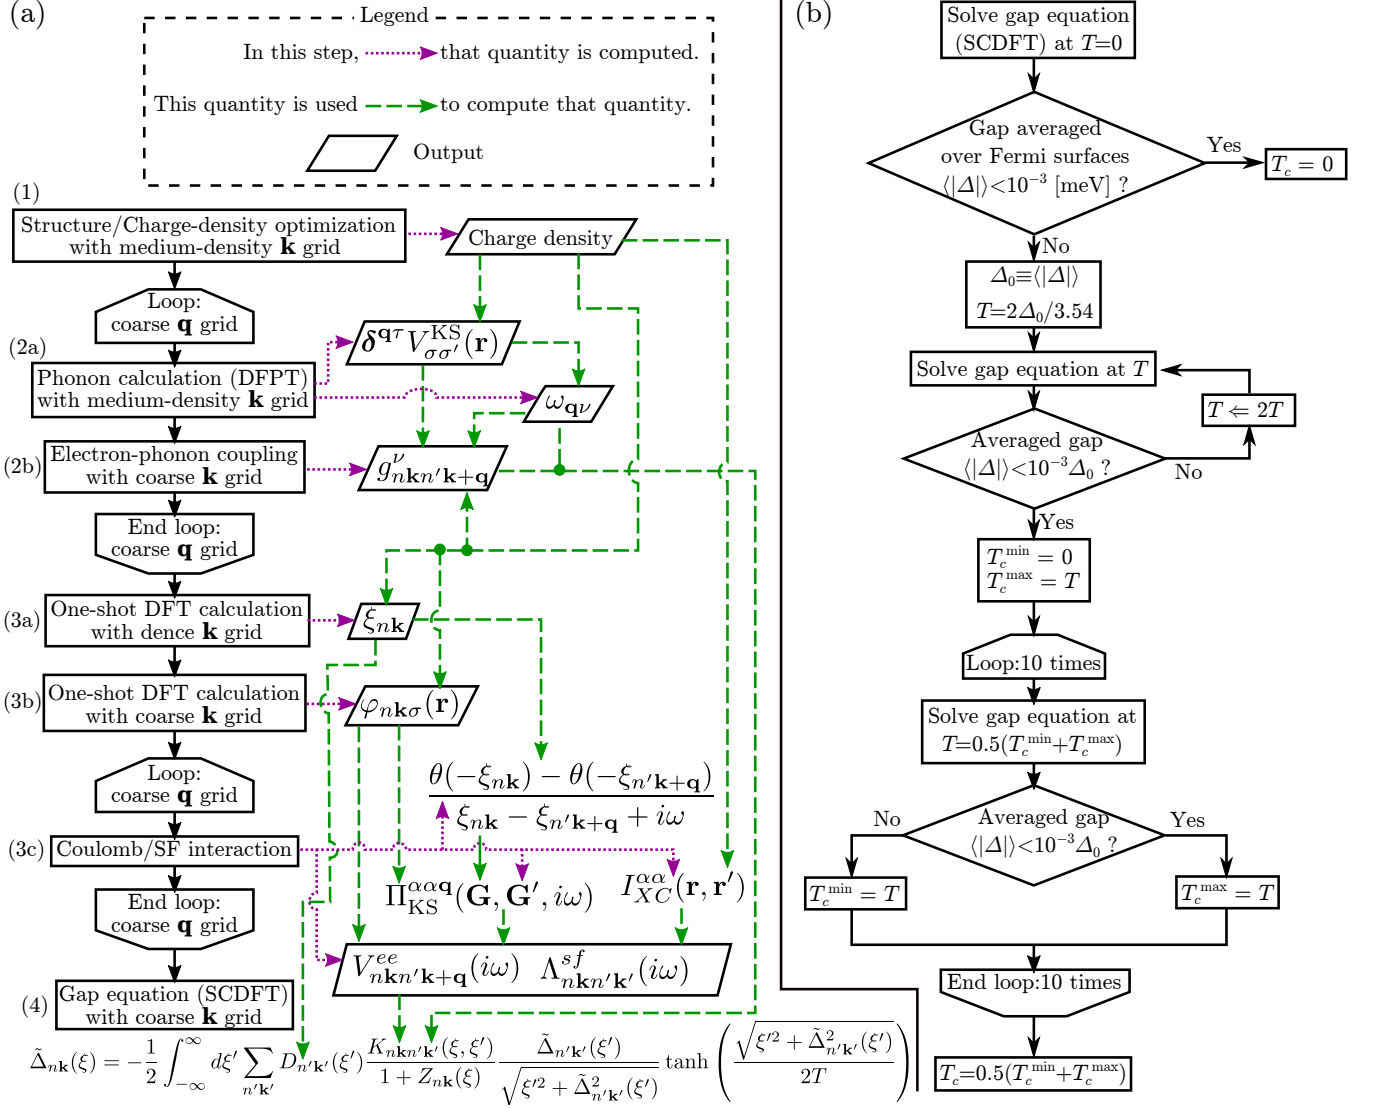 (a)
Legend
In this step, that quantity is computed.
This quantity is used to compute that quantity.
Output
(1)
Structure/Charge-density optimization
with medium-density k grid
Charge density
Loop:
coarse q grid
(2a)
Phonon calculation (DFPT)
with medium-density k grid
δ^{qτ} V^{KS}_{σσ′}(r)
ω_{qν}
(2b)
Electron-phonon coupling
with coarse k grid
g^{ν}_{nkn′k+q}
End loop:
coarse q grid
(3a)
One-shot DFT calculation
with dence k grid
ξ_{nk}
(3b)
One-shot DFT calculation
with coarse k grid
φ_{nkσ}(r)
Loop:
coarse q grid
θ(−ξ_{nk}) − θ(−ξ_{n′k+q})
ξ_{nk} − ξ_{n′k+q} + iω
(3c)
Coulomb/SF interaction
Π^{ααq}_{KS}(G, G′, iω)
I^{αα}_{XC}(r, r′)
End loop:
coarse q grid
V^{ee}_{nkn′k+q}(iω) Λ^{sf}_{nkn′k′}(iω)
(4)
Gap equation (SCDFT)
with coarse k grid
Δ̃_{nk}(ξ) = −\frac{1}{2} ∫_{−∞}^{∞} dξ′ ∑_{n′k′} D_{n′k′}(ξ′) \frac{K_{nkn′k′}(ξ, ξ′)}{1 + Z_{nk}(ξ)} \frac{Δ̃_{n′k′}(ξ′)}{\sqrt{ξ′^2 + Δ̃^2_{n′k′}(ξ′)}} tanh ( \frac{\sqrt{ξ′^2 + Δ̃^2_{n′k′}(ξ′)}}{2T} )
(b)
Solve gap equation
(SCDFT) at T=0
Gap averaged
over Fermi surfaces
⟨|Δ|⟩<10^{−3} [meV] ?
Yes
T_c = 0
No
Δ_0≡⟨|Δ|⟩
T=2Δ_0/3.54
Solve gap equation at T
T ⇐ 2T
Averaged gap
⟨|Δ|⟩<10^{−3}Δ_0 ?
No
Yes
T_c^{min} = 0
T_c^{max} = T
Loop:10 times
Solve gap equation at
T=0.5(T_c^{min}+T_c^{max})
No
Averaged gap
⟨|Δ|⟩<10^{−3}Δ_0 ?
Yes
T_c^{min} = T
T_c^{max} = T
End loop:10 times
T_c=0.5(T_c^{min}+T_c^{max})